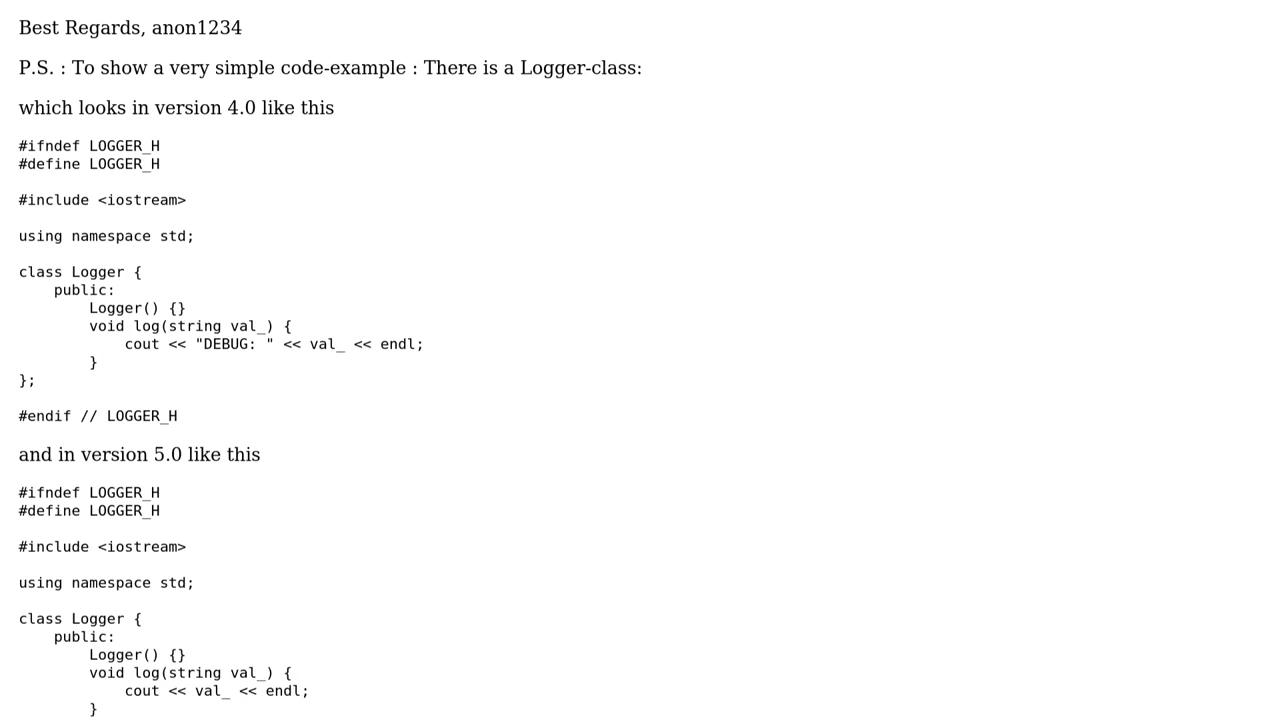 Best Regards, anon1234
P.S. : To show a very simple code-example : There is a Logger-class:
which looks in version 4.0 like this
#ifndef LOGGER_H
#define LOGGER_H
#include <iostream>
using namespace std;
class Logger {
    public:
        Logger() {}
        void log(string val_) {
            cout << "DEBUG: " << val_ << endl;
        }
};
#endif // LOGGER_H
and in version 5.0 like this
#ifndef LOGGER_H
#define LOGGER_H
#include <iostream>
using namespace std;
class Logger {
    public:
        Logger() {}
        void log(string val_) {
            cout << val_ << endl;
        }